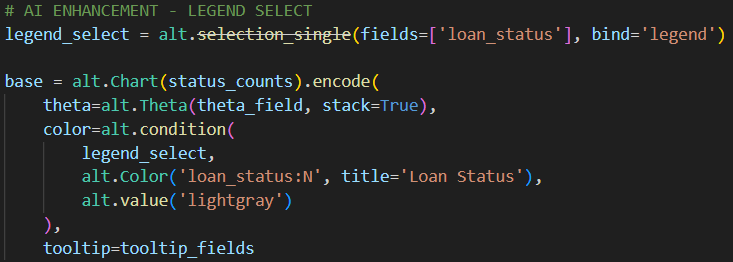 # AI ENHANCEMENT - LEGEND SELECT
legend_select = alt.selection_single(fields=['loan_status'], bind='legend')
base = alt.Chart(status_counts).encode(
    theta=alt.Theta(theta_field, stack=True),
    color=alt.condition(
        legend_select,
        alt.Color('loan_status:N', title='Loan Status'),
        alt.value('lightgray')
    ),
    tooltip=tooltip_fields